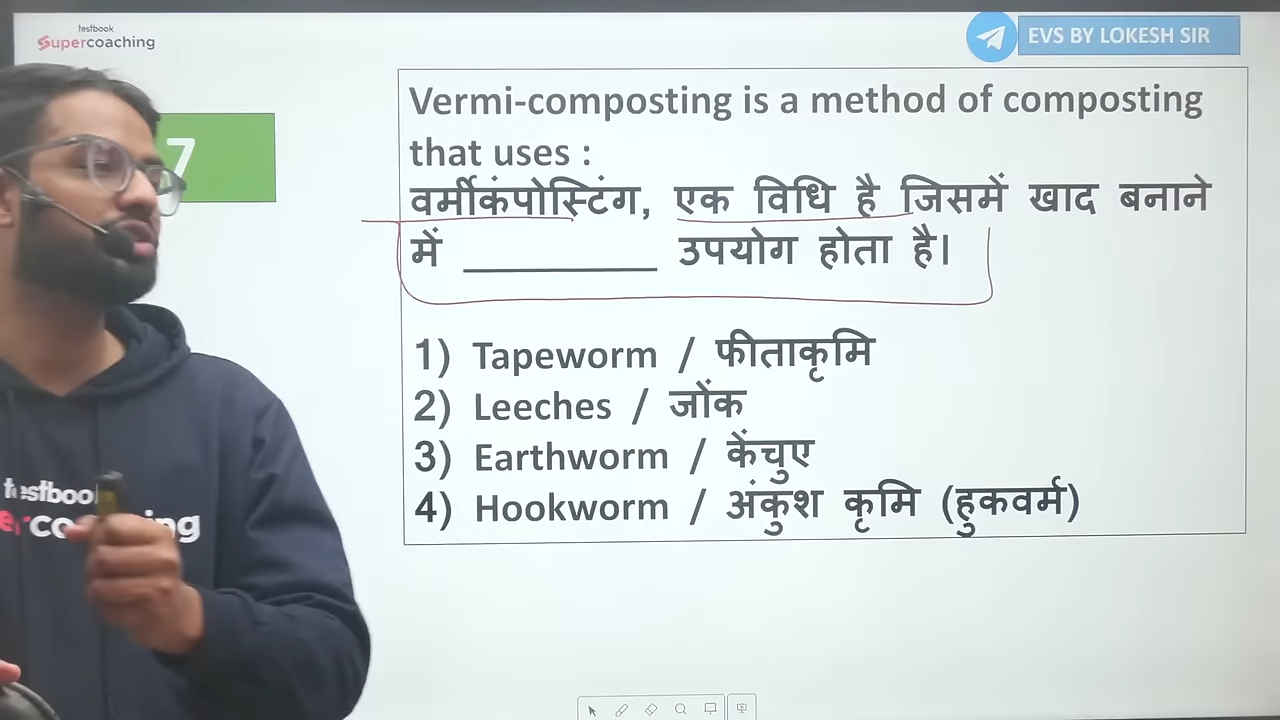 testbook
Supercoaching
EVS BY LOKESH SIR
7
Vermi-composting is a method of composting
that uses :
वर्मीकंपोस्टिंग, एक विधि है जिसमें खाद बनाने
में __________ उपयोग होता है।
1) Tapeworm / फीताकृमि
2) Leeches / जोंक
3) Earthworm / केंचुए
4) Hookworm / अंकुश कृमि (हुकवर्म)
testbook